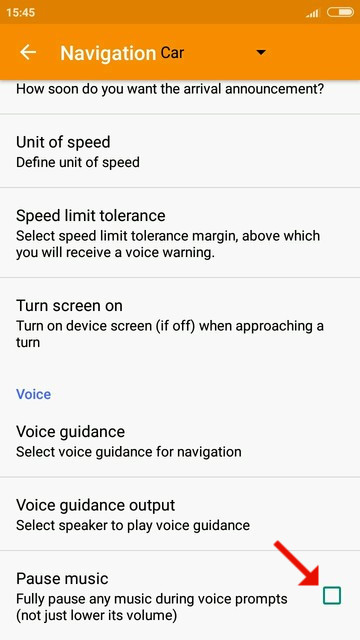 15:45
Navigation Car
How soon do you want the arrival announcement?
Unit of speed
Define unit of speed
Speed limit tolerance
Select speed limit tolerance margin, above which
you will receive a voice warning.
Turn screen on
Turn on device screen (if off) when approaching a
turn
Voice
Voice guidance
Select voice guidance for navigation
Voice guidance output
Select speaker to play voice guidance
Pause music
Fully pause any music during voice prompts
(not just lower its volume)